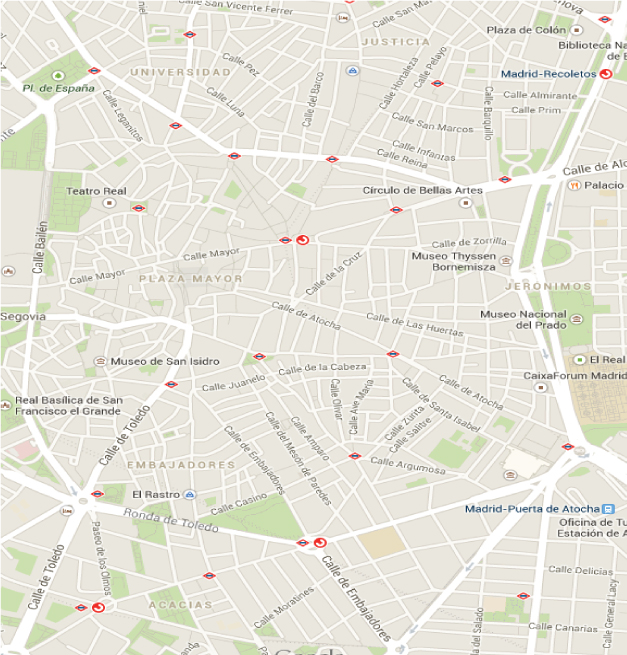 Calle San Vicente Ferrer
Plaza de Colón
JUSTICIA
Biblioteca Na
de E
Calle Pez
UNIVERSIDAD
Madrid-Recoletos
Pl. de España
Calle Pelayo
Calle Hortaleza
Calle del Barco
Calle Luna
Calle Leganitos
Calle Barquillo
Calle Almirante
Calle Prim
Calle San Marcos
Calle Infantas
Calle Reina
Calle de Alc
Teatro Real
Círculo de Bellas Artes
Palacio
Calle Bailén
Calle Mayor
Calle de Zorrilla
Calle de la Cruz
Museo Thyssen
Bornemisza
Calle Mayor
PLAZA MAYOR
JERÓNIMOS
Segovia
Calle de Atocha
Calle de Las Huertas
Museo Nacional
del Prado
Museo de San Isidro
El Real
Calle de la Cabeza
CaixaForum Madrid
Calle Juanelo
Calle Olivar
Calle Ave María
Calle de Atocha
Real Basílica de San
Francisco el Grande
Calle de Toledo
Calle de Santa Isabel
Calle Zurita
Calle Salitre
Calle Amparo
Calle del Mesón de Paredes
Calle de Embajadores
EMBAJADORES
Calle Argumosa
El Rastro
Calle Casino
Madrid-Puerta de Atocha
Ronda de Toledo
Oficina de Tu
Estación de A
Paseo de los Olmos
Calle de Toledo
Calle de Embajadores
Calle Delicias
ACACIAS
Calle Moratines
Calle General Lacy
del Salado
Calle Canarias